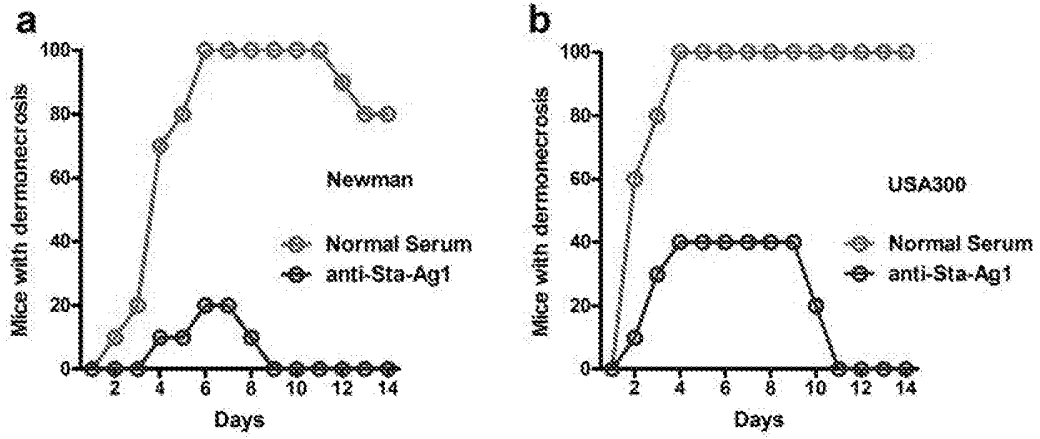 a
Mice with dermonecrosis
100
80
60
40
20
0
2 4 6 8 10 12 14
Days
Newman
Normal Serum
anti-Sta-Ag1
b
Mice with dermonecrosis
100
80
60
40
20
0
2 4 6 8 10 12 14
Days
USA300
Normal Serum
anti-Sta-Ag1